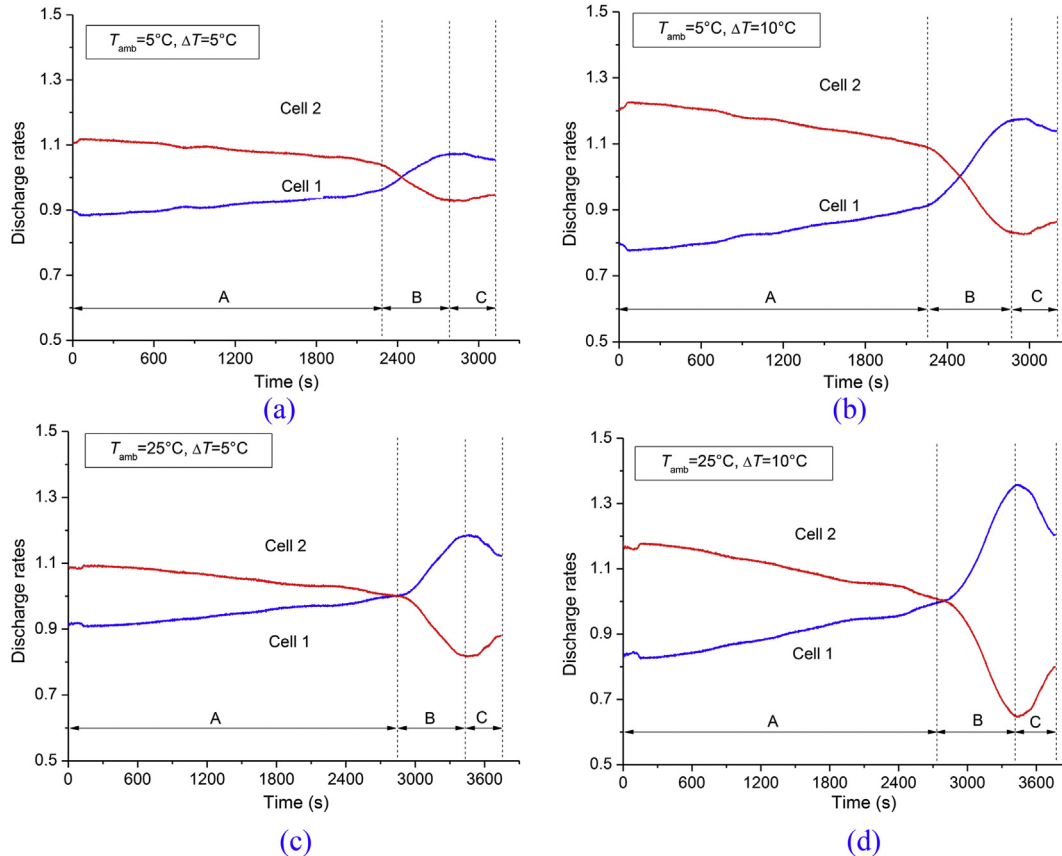 1.5
T_amb=5°C, ΔT=5°C
1.3
Cell 2
1.1
Discharge rates
Cell 1
0.9
0.7
A
B
C
0.5
0 600 1200 1800 2400 3000
Time (s)
(a)
1.5
T_amb=5°C, ΔT=10°C
1.3
Cell 2
1.1
Discharge rates
Cell 1
0.9
0.7
A
B
C
0.5
0 600 1200 1800 2400 3000
Time (s)
(b)
1.5
T_amb=25°C, ΔT=5°C
1.3
Cell 2
1.1
Discharge rates
0.9
Cell 1
0.7
A
B
C
0.5
0 600 1200 1800 2400 3000 3600
Time (s)
(c)
1.5
T_amb=25°C, ΔT=10°C
1.3
Cell 2
1.1
Discharge rates
0.9
Cell 1
0.7
A
B
C
0.5
0 600 1200 1800 2400 3000 3600
Time (s)
(d)